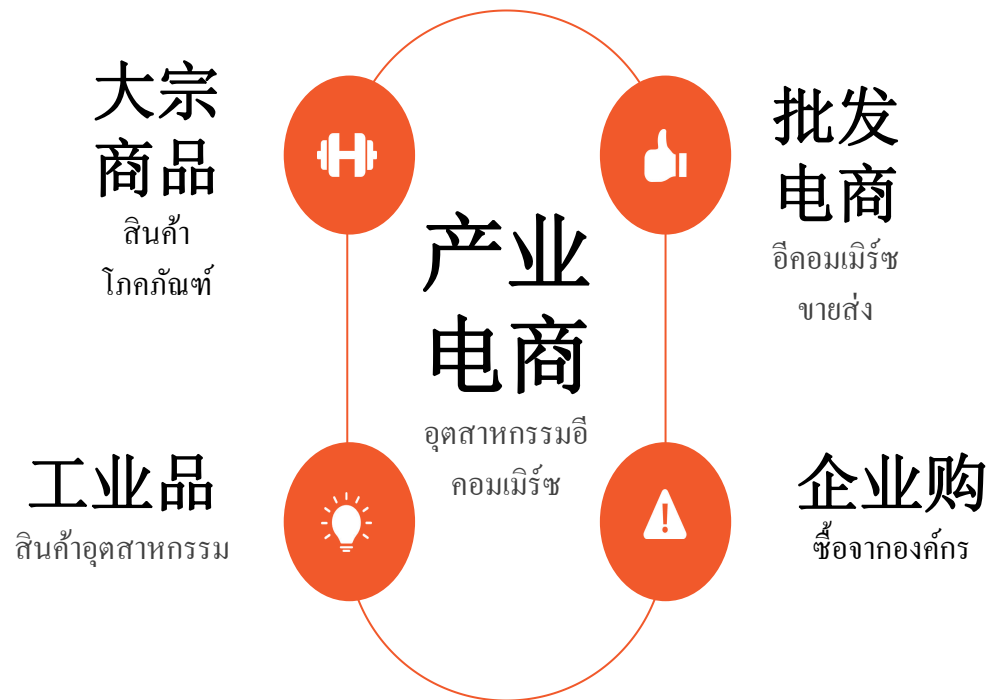 大宗
商品
สินค้า
โภคภัณฑ์
批发
电商
อีคอมเมิร์ซ
ขายส่ง
产业
电商
อุตสาหกรรมอี
คอมเมิร์ซ
工业品
สินค้าอุตสาหกรรม
企业购
ซื้อจากองค์กร